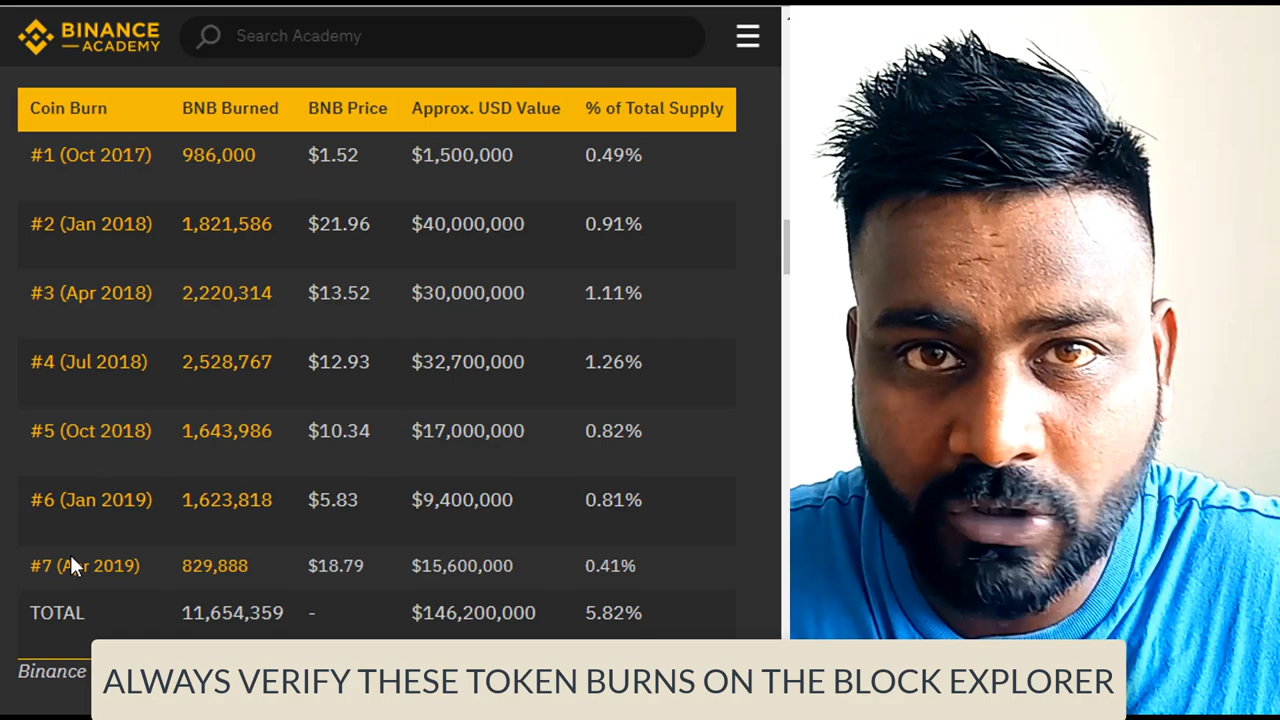 BINANCE
ACADEMY
Search Academy
Coin Burn BNB Burned BNB Price Approx. USD Value % of Total Supply
#1 (Oct 2017) 986,000 $1.52 $1,500,000 0.49%
#2 (Jan 2018) 1,821,586 $21.96 $40,000,000 0.91%
#3 (Apr 2018) 2,220,314 $13.52 $30,000,000 1.11%
#4 (Jul 2018) 2,528,767 $12.93 $32,700,000 1.26%
#5 (Oct 2018) 1,643,986 $10.34 $17,000,000 0.82%
#6 (Jan 2019) 1,623,818 $5.83 $9,400,000 0.81%
#7 (Apr 2019) 829,888 $18.79 $15,600,000 0.41%
TOTAL 11,654,359 - $146,200,000 5.82%
Binance
ALWAYS VERIFY THESE TOKEN BURNS ON THE BLOCK EXPLORER